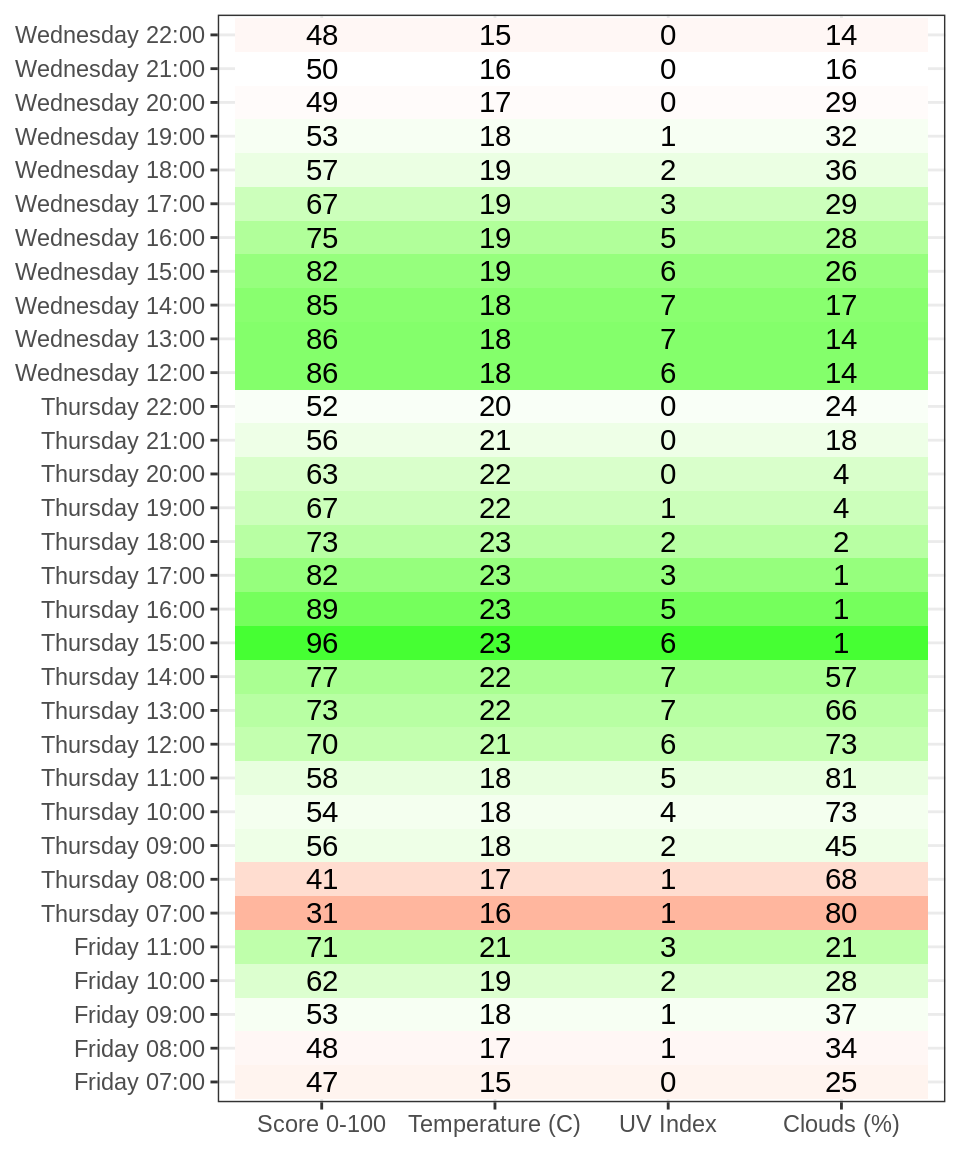 Wednesday 22:00 48 15 0 14
Wednesday 21:00 50 16 0 16
Wednesday 20:00 49 17 0 29
Wednesday 19:00 53 18 1 32
Wednesday 18:00 57 19 2 36
Wednesday 17:00 67 19 3 29
Wednesday 16:00 75 19 5 28
Wednesday 15:00 82 19 6 26
Wednesday 14:00 85 18 7 17
Wednesday 13:00 86 18 7 14
Wednesday 12:00 86 18 6 14
Thursday 22:00 52 20 0 24
Thursday 21:00 56 21 0 18
Thursday 20:00 63 22 0 4
Thursday 19:00 67 22 1 4
Thursday 18:00 73 23 2 2
Thursday 17:00 82 23 3 1
Thursday 16:00 89 23 5 1
Thursday 15:00 96 23 6 1
Thursday 14:00 77 22 7 57
Thursday 13:00 73 22 7 66
Thursday 12:00 70 21 6 73
Thursday 11:00 58 18 5 81
Thursday 10:00 54 18 4 73
Thursday 09:00 56 18 2 45
Thursday 08:00 41 17 1 68
Thursday 07:00 31 16 1 80
Friday 11:00 71 21 3 21
Friday 10:00 62 19 2 28
Friday 09:00 53 18 1 37
Friday 08:00 48 17 1 34
Friday 07:00 47 15 0 25
Score 0-100 Temperature (C) UV Index Clouds (%)